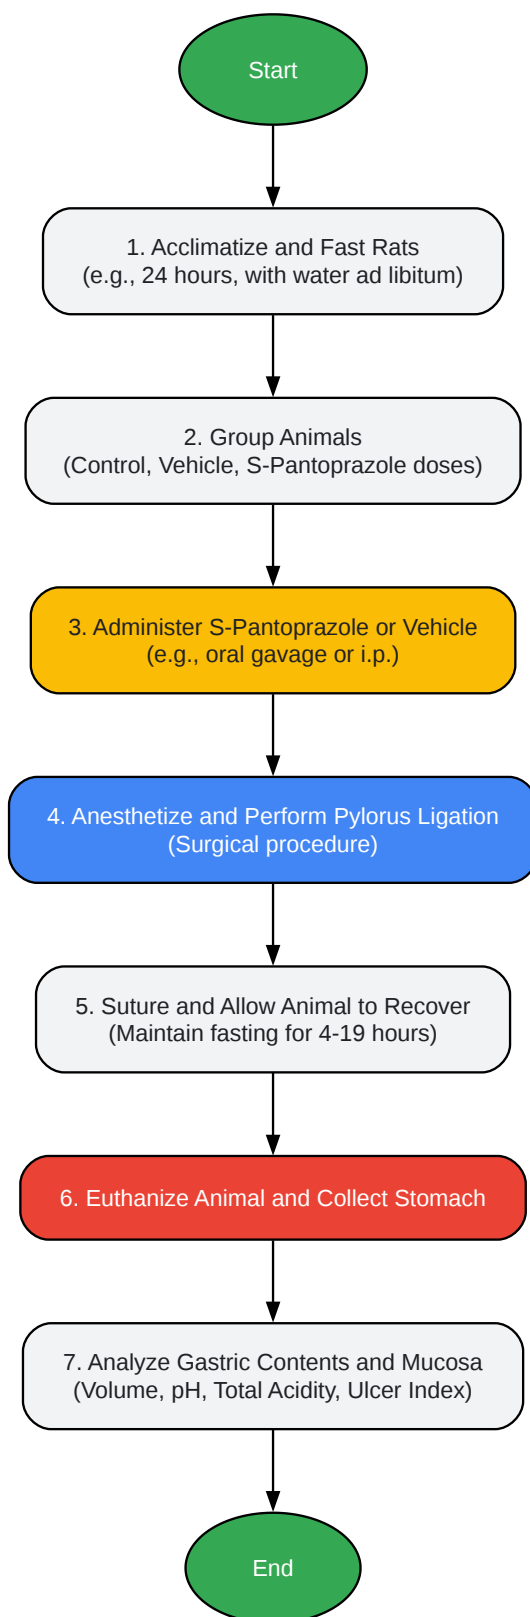 Start
1. Acclimatize and Fast Rats
(e.g., 24 hours, with water ad libitum)
2. Group Animals
(Control, Vehicle, S-Pantoprazole doses)
3. Administer S-Pantoprazole or Vehicle
(e.g., oral gavage or i.p.)
4. Anesthetize and Perform Pylorus Ligation
(Surgical procedure)
5. Suture and Allow Animal to Recover
(Maintain fasting for 4-19 hours)
6. Euthanize Animal and Collect Stomach
7. Analyze Gastric Contents and Mucosa
(Volume, pH, Total Acidity, Ulcer Index)
End